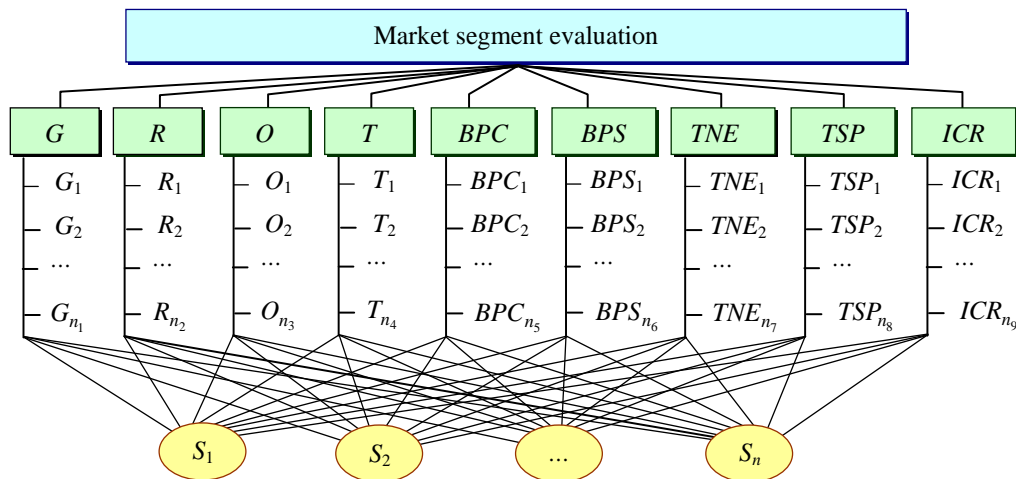 Market segment evaluation
G R O T BPC BPS TNE TSP ICR
G₁ R₁ O₁ T₁ BPC₁ BPS₁ TNE₁ TSP₁ ICR₁
G₂ R₂ O₂ T₂ BPC₂ BPS₂ TNE₂ TSP₂ ICR₂
... ... ... ... ... ... ... ... ...
Gₙ₁ Rₙ₂ Oₙ₃ Tₙ₄ BPCₙ₅ BPSₙ₆ TNEₙ₇ TSPₙ₈ ICRₙ₉
S₁ S₂ ... Sₙ